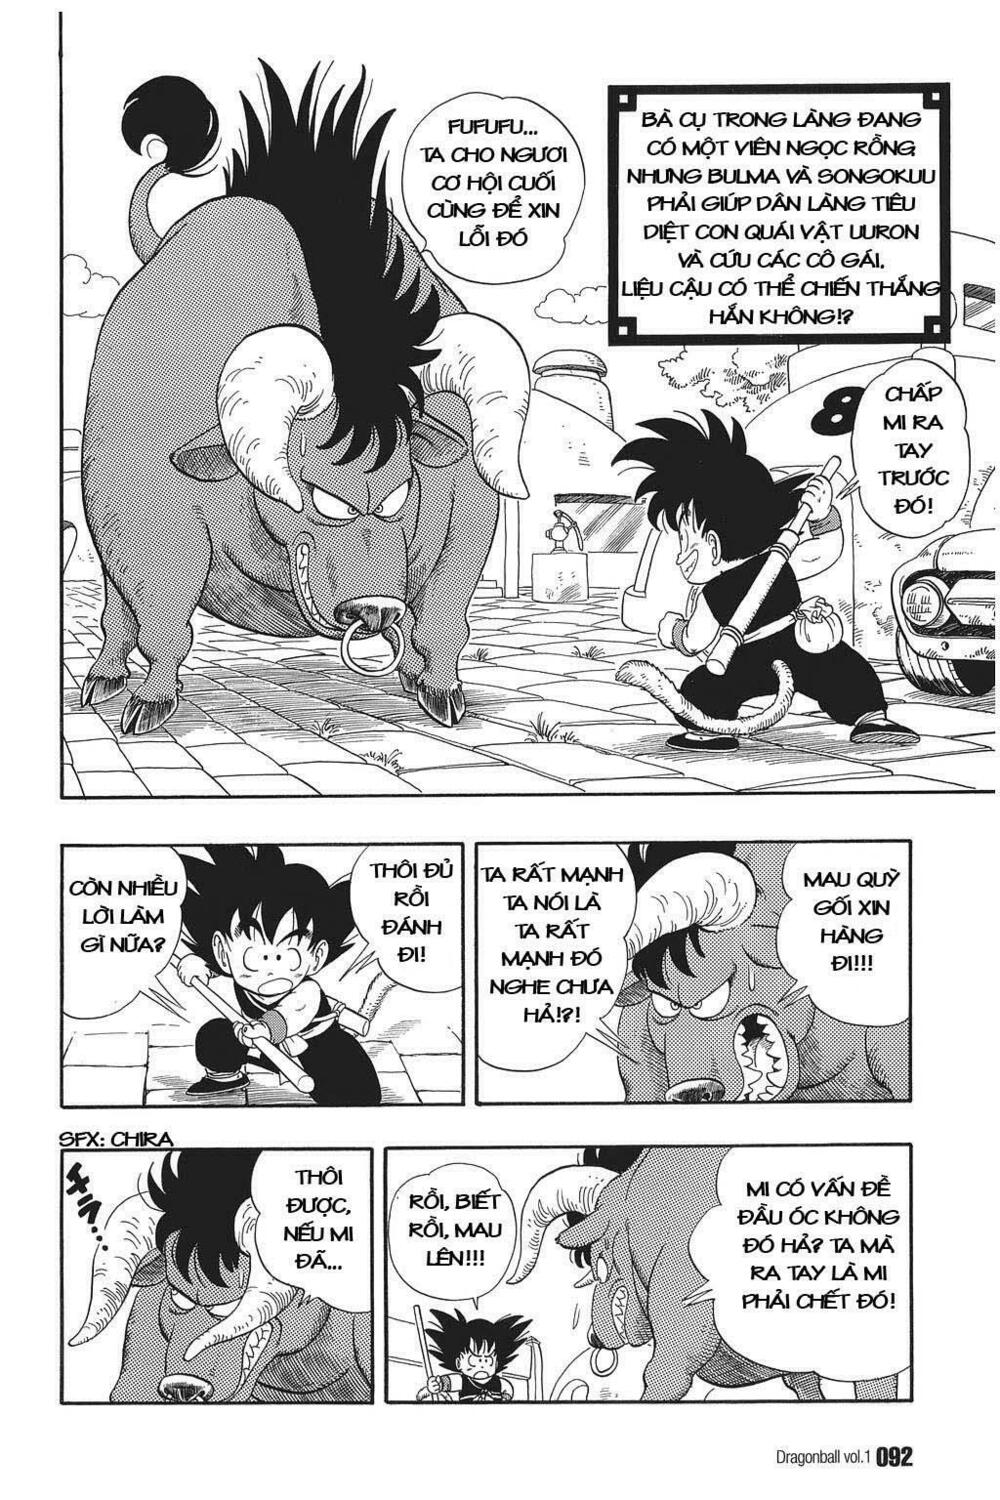 BÀ CỤ TRONG LÀNG ĐANG
CÓ MỘT VIÊN NGỌC RỒNG,
NHƯNG BULMA VÀ SONGOKUU
PHẢI GIÚP DÂN LÀNG TIÊU
DIỆT CON QUÁI VẬT UURON
VÀ CỨU CÁC CÔ GÁI.
LIỆU CẬU CÓ THỂ CHIẾN THẮNG
HẮN KHÔNG!?
FUFUFU...
TA CHO NGƯƠI
CƠ HỘI CUỐI
CÙNG ĐỂ XIN
LỖI ĐÓ
8
CHẤP
MI RA
TAY
TRƯỚC
ĐÓ!
MAU QUỲ
GỐI XIN
HÀNG
ĐI!!!
TA RẤT MẠNH
TA NÓI LÀ
TA RẤT
MẠNH ĐÓ
NGHE CHƯA
HẢ!?!
THÔI ĐỦ
RỒI
ĐÁNH
ĐI!
CÒN NHIỀU
LỜI LÀM
GÌ NỮA?
MI CÓ VẤN ĐỀ
ĐẦU ÓC KHÔNG
ĐÓ HẢ? TA MÀ
RA TAY LÀ MI
PHẢI CHẾT ĐÓ!
RỒI, BIẾT
RỒI, MAU
LÊN!!!
SFX: CHIRA
THÔI
ĐƯỢC,
NẾU MI
ĐÃ...
チラ...
Dragonball vol.1 092